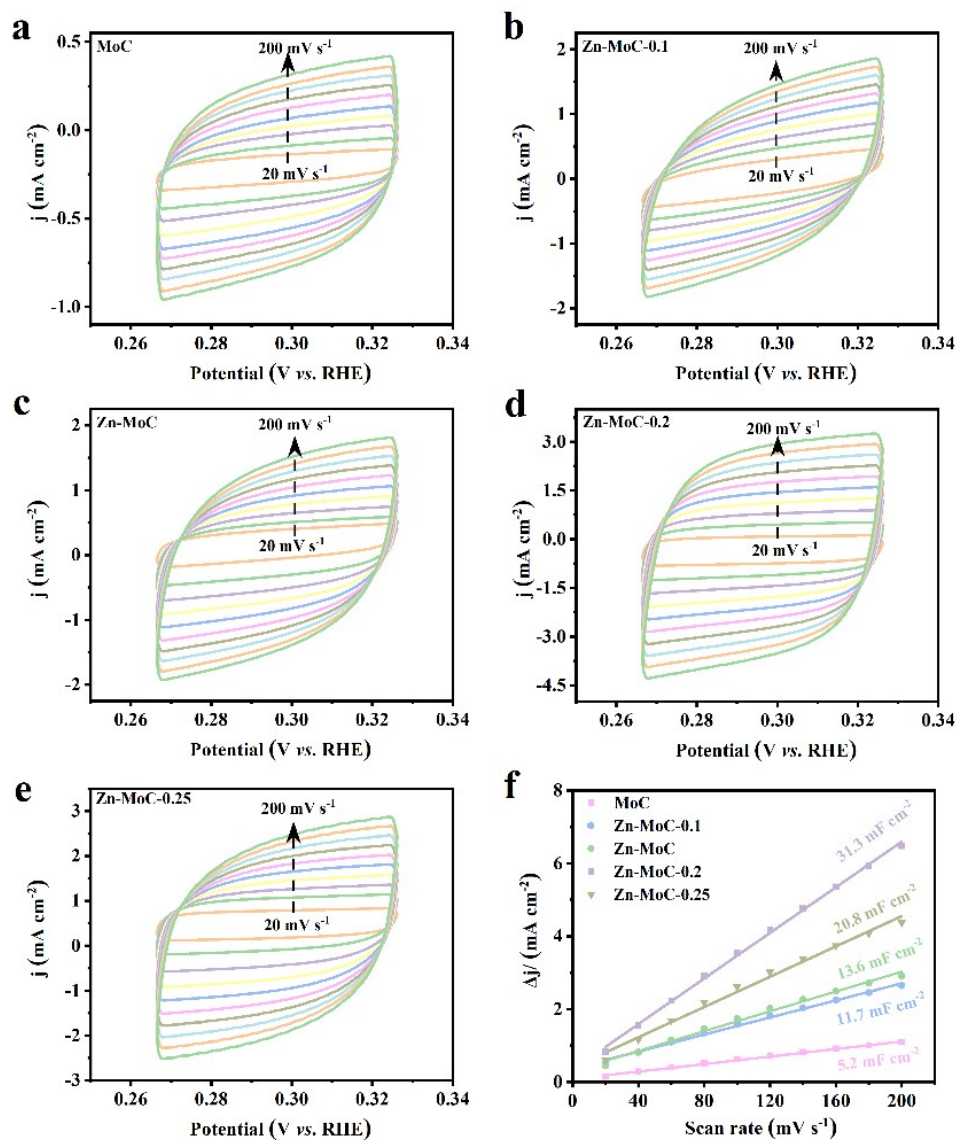 a
MoC
200 mV s⁻¹
20 mV s⁻¹
0.5
0.0
-0.5
-1.0
j (mA cm⁻²)
0.26 0.28 0.30 0.32 0.34
Potential (V vs. RHE)
b
Zn-MoC-0.1
200 mV s⁻¹
20 mV s⁻¹
2
1
0
-1
-2
j (mA cm⁻²)
0.26 0.28 0.30 0.32 0.34
Potential (V vs. RHE)
c
Zn-MoC
200 mV s⁻¹
20 mV s⁻¹
2
1
0
-1
-2
j (mA cm⁻²)
0.26 0.28 0.30 0.32 0.34
Potential (V vs. RHE)
d
Zn-MoC-0.2
200 mV s⁻¹
20 mV s⁻¹
3.0
1.5
0.0
-1.5
-3.0
-4.5
j (mA cm⁻²)
0.26 0.28 0.30 0.32 0.34
Potential (V vs. RHE)
e
Zn-MoC-0.25
200 mV s⁻¹
20 mV s⁻¹
3
2
1
0
-1
-2
-3
j (mA cm⁻²)
0.26 0.28 0.30 0.32 0.34
Potential (V vs. RHE)
f
MoC
Zn-MoC-0.1
Zn-MoC
Zn-MoC-0.2
Zn-MoC-0.25
31.3 mF cm⁻²
20.8 mF cm⁻²
13.6 mF cm⁻²
11.7 mF cm⁻²
5.2 mF cm⁻²
8
6
4
2
0
Δj/ (mA cm⁻²)
0 40 80 120 160 200
Scan rate (mV s⁻¹)